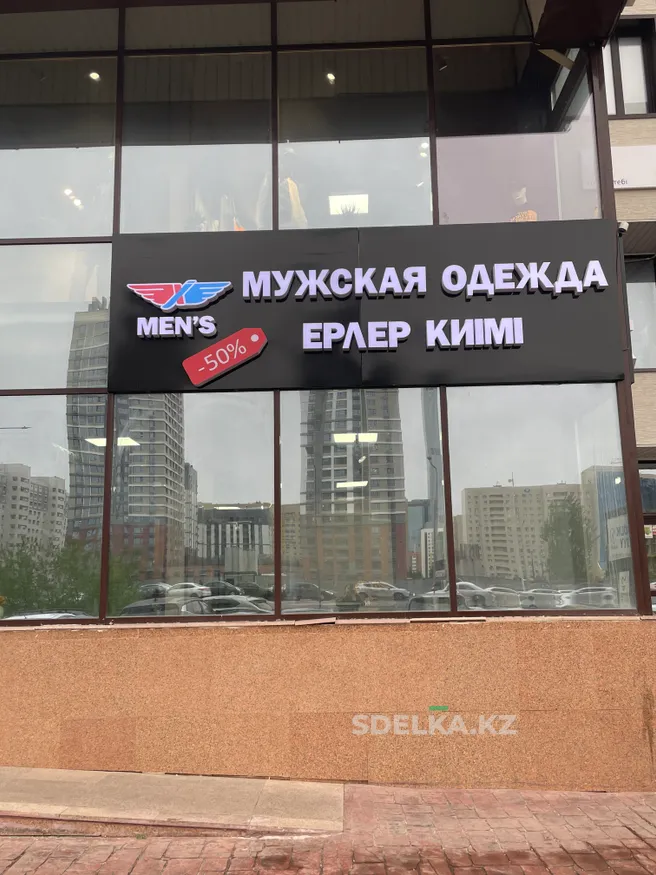 МУЖСКАЯ ОДЕЖДА
MEN'S
ЕРЛЕР КИІМІ
-50%
SDELKA.KZ